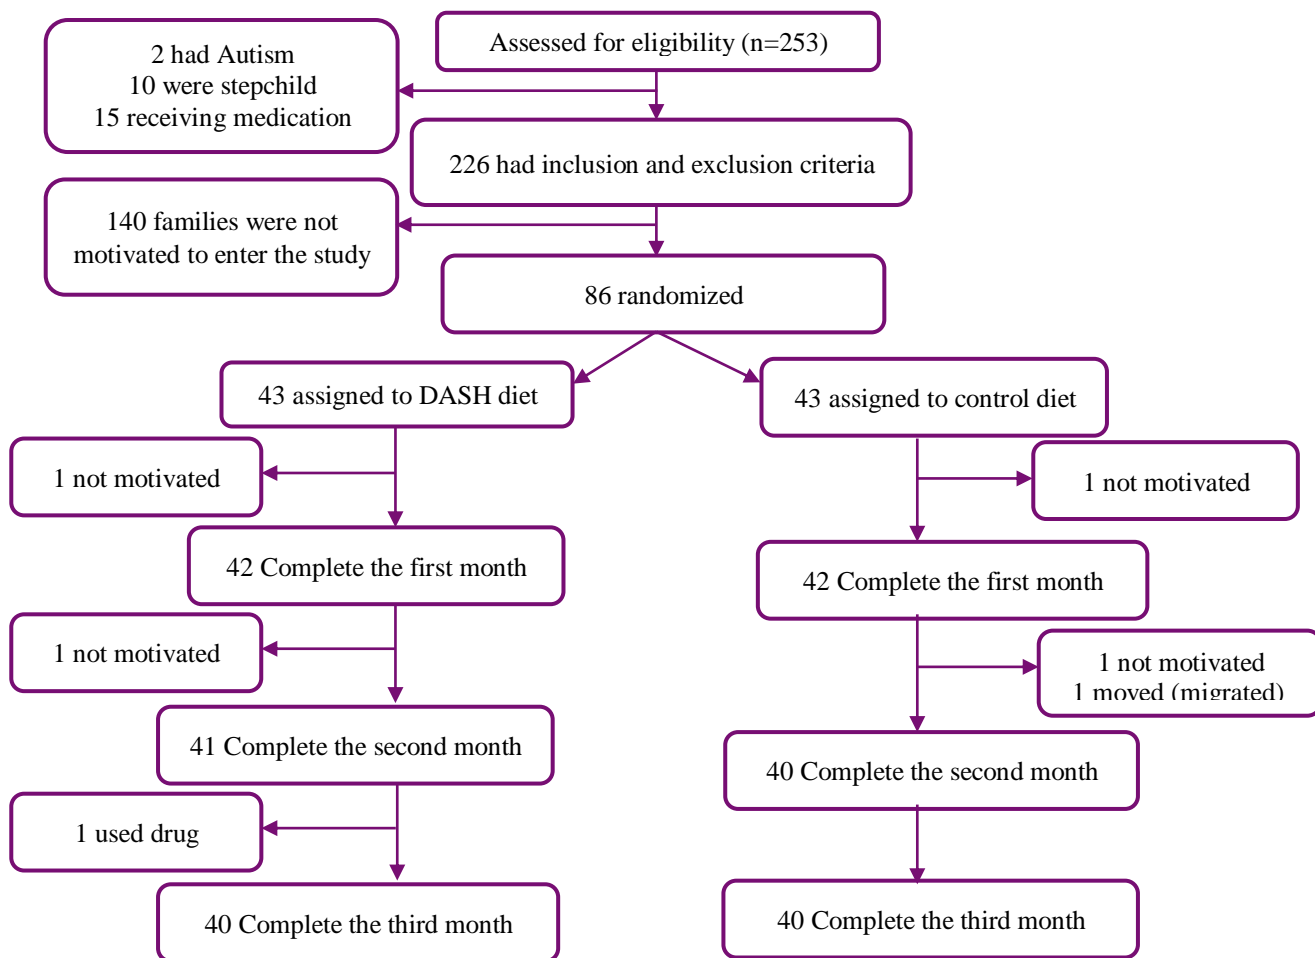 Assessed for eligibility (n=253)
2 had Autism
10 were stepchild
15 receiving medication
226 had inclusion and exclusion criteria
140 families were not
motivated to enter the study
86 randomized
43 assigned to DASH diet
43 assigned to control diet
1 not motivated
1 not motivated
42 Complete the first month
42 Complete the first month
1 not motivated
1 not motivated
1 moved (migrated)
41 Complete the second month
40 Complete the second month
1 used drug
40 Complete the third month
40 Complete the third month